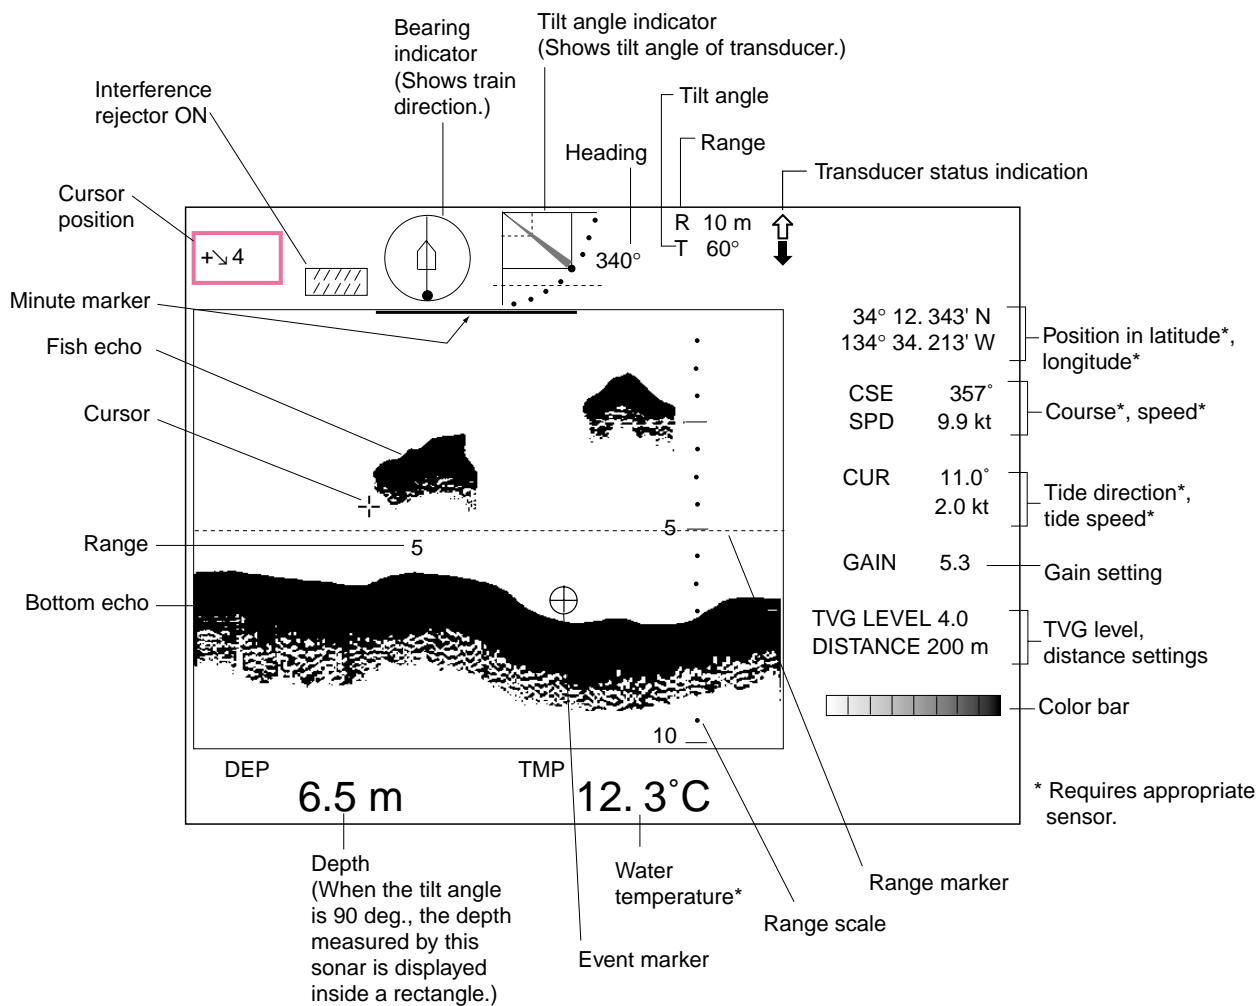 Bearing
indicator
(Shows train
direction.)
Tilt angle indicator
(Shows tilt angle of transducer.)
Interference
rejector ON
Tilt angle
Heading
Range
Transducer status indication
Cursor
position
+↘ 4
R 10 m
T 60°
340°
Minute marker
Fish echo
Cursor
Range
Bottom echo
5
5
10
34° 12. 343' N
134° 34. 213' W
Position in latitude*,
longitude*
CSE 357°
SPD 9.9 kt
Course*, speed*
CUR 11.0°
2.0 kt
Tide direction*,
tide speed*
GAIN 5.3
Gain setting
TVG LEVEL 4.0
DISTANCE 200 m
TVG level,
distance settings
Color bar
DEP
6.5 m
TMP
12. 3°C
* Requires appropriate
sensor.
Depth
(When the tilt angle
is 90 deg., the depth
measured by this
sonar is displayed
inside a rectangle.)
Water
temperature*
Event marker
Range scale
Range marker